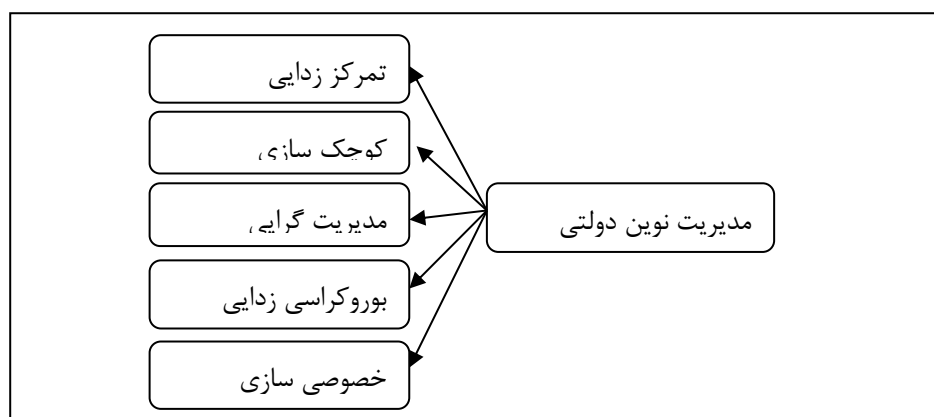 تمرکز زدایی
کوچک سازی
مدیریت گرایی
مدیریت نوین دولتی
بوروکراسی زدایی
خصوصی سازی